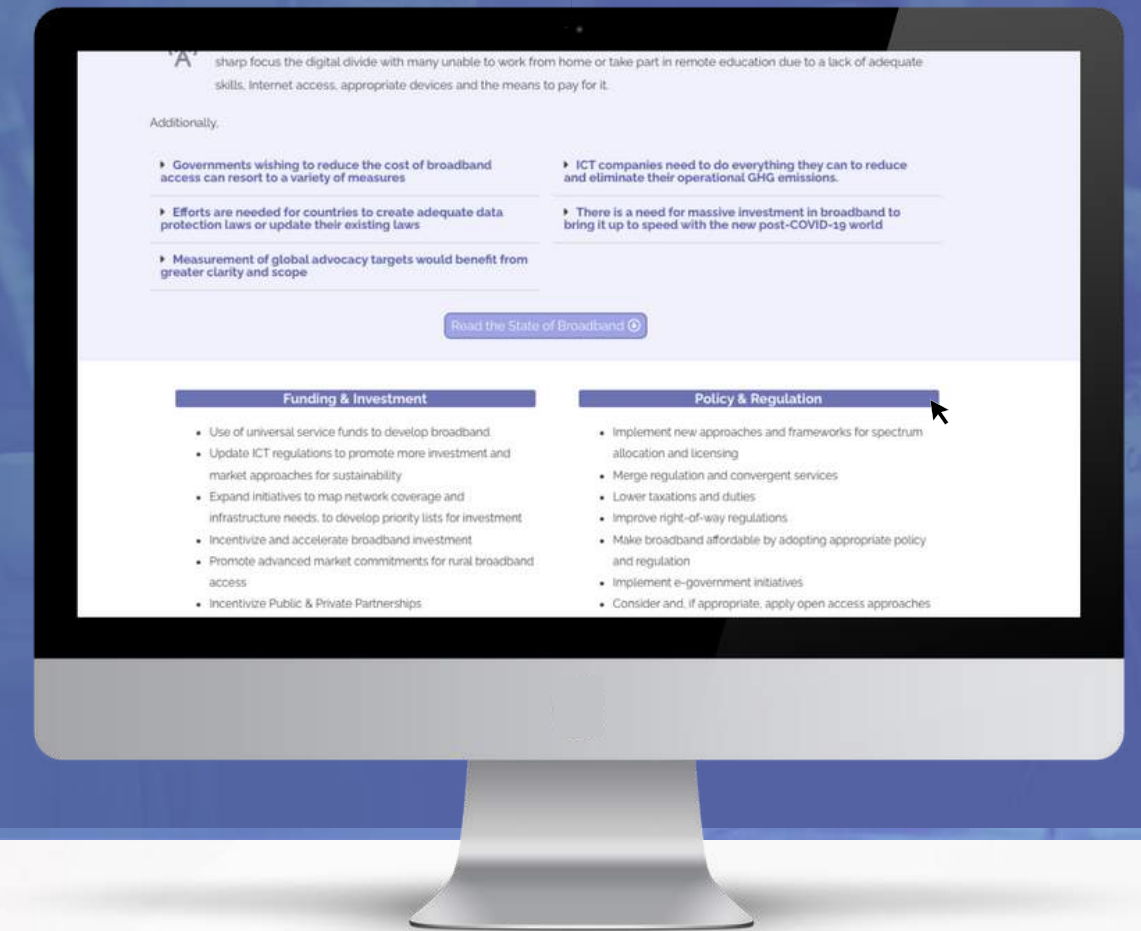 sharp focus the digital divide with many unable to work from home or take part in remote education due to a lack of adequate
skills, Internet access, appropriate devices and the means to pay for it.
Additionally,
Governments wishing to reduce the cost of broadband
access can resort to a variety of measures
Efforts are needed for countries to create adequate data
protection laws or update their existing laws
Measurement of global advocacy targets would benefit from
greater clarity and scope
ICT companies need to do everything they can to reduce
and eliminate their operational GHG emissions.
There is a need for massive investment in broadband to
bring it up to speed with the new post-COVID-19 world
Read the State of Broadband
Funding & Investment
• Use of universal service funds to develop broadband
• Update ICT regulations to promote more investment and
market approaches for sustainability
• Expand initiatives to map network coverage and
infrastructure needs, to develop priority lists for investment
• Incentivize and accelerate broadband investment
• Promote advanced market commitments for rural broadband
access
• Incentivize Public & Private Partnerships
Policy & Regulation
• Implement new approaches and frameworks for spectrum
allocation and licensing
• Merge regulation and convergent services
• Lower taxations and duties
• Improve right-of-way regulations
• Make broadband affordable by adopting appropriate policy
and regulation
• Implement e-government initiatives
• Consider and, if appropriate, apply open access approaches